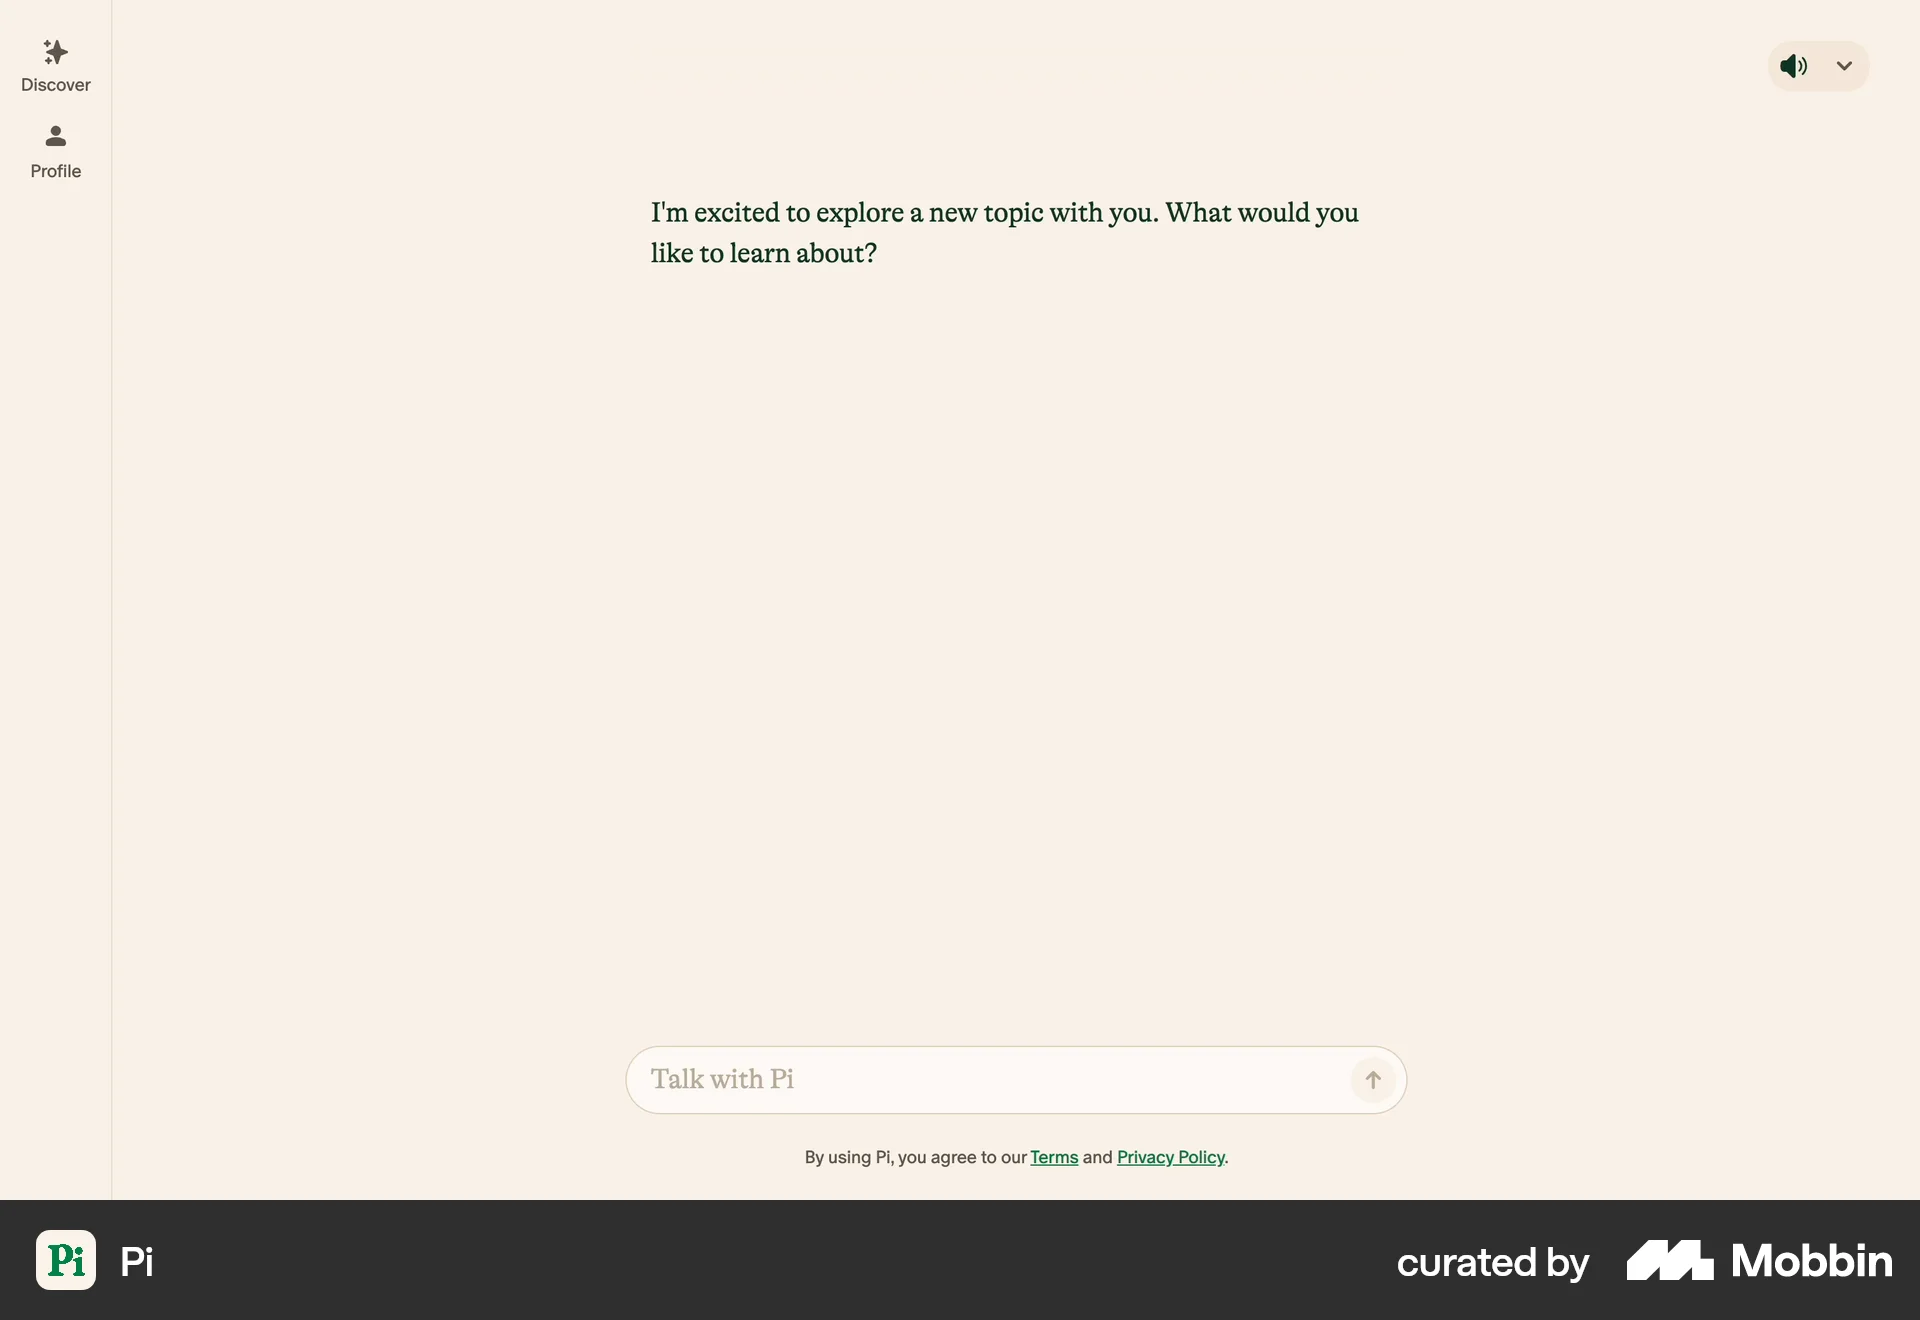 Discover
Profile
I'm excited to explore a new topic with you. What would you
like to learn about?
Talk with Pi
By using Pi, you agree to our Terms and Privacy Policy.
Pi
Pi
curated by
Mobbin